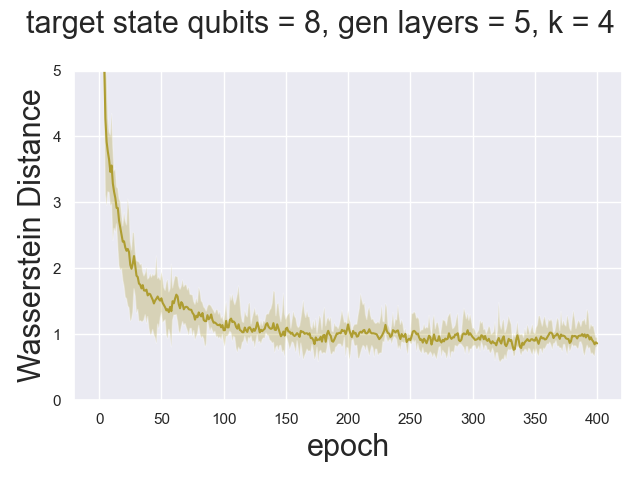 target state qubits = 8, gen layers = 5, k = 4
Wasserstein Distance
5
4
3
2
1
0
0 50 100 150 200 250 300 350 400
epoch